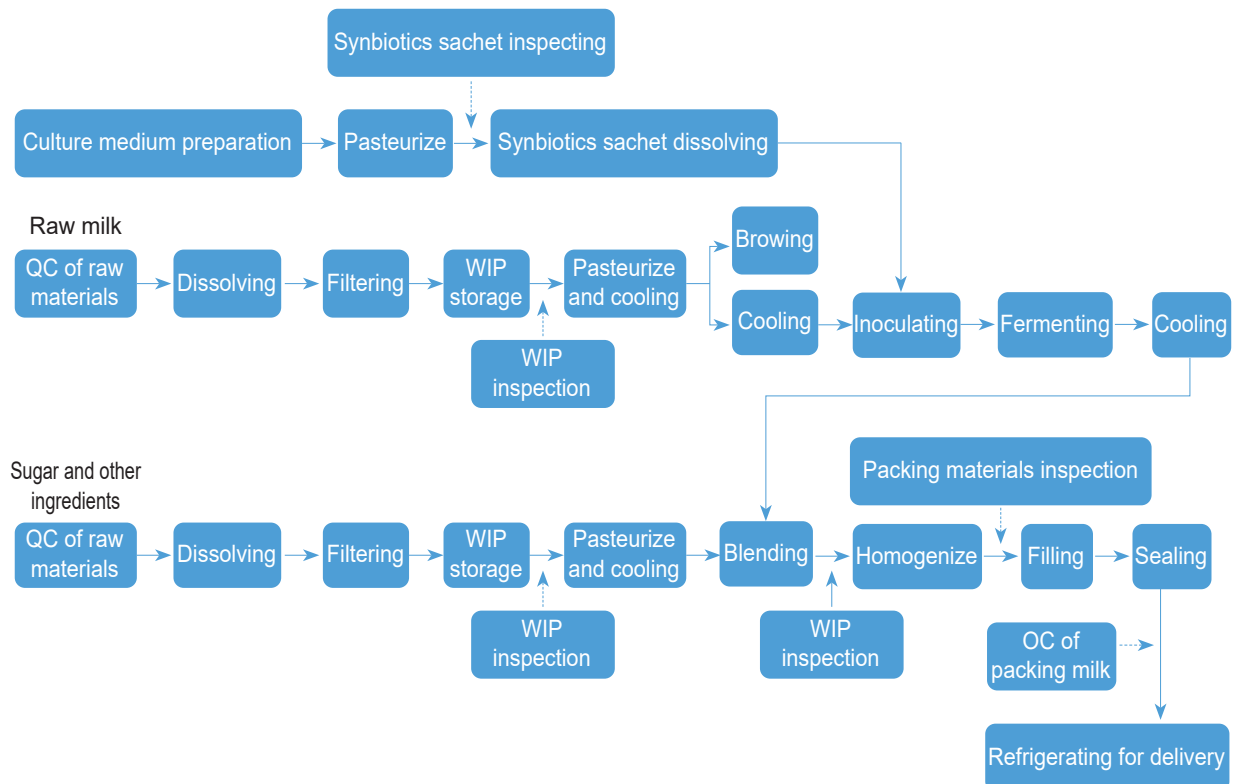 Synbiotics sachet inspecting
Culture medium preparation
Pasteurize
Synbiotics sachet dissolving
Raw milk
QC of raw
materials
Dissolving
Filtering
WIP
storage
Pasteurize
and cooling
Browing
Cooling
Inoculating
Fermenting
Cooling
WIP
inspection
Sugar and other
ingredients
Packing materials inspection
QC of raw
materials
Dissolving
Filtering
WIP
storage
Pasteurize
and cooling
Blending
Homogenize
Filling
Sealing
WIP
inspection
WIP
inspection
OC of
packing milk
Refrigerating for delivery